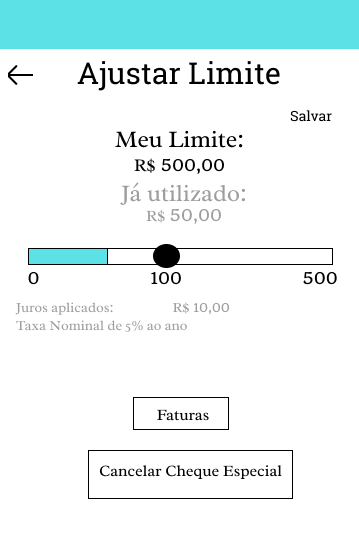 Ajustar Limite
Salvar
Meu Limite:
R$ 500,00
Já utilizado:
R$ 50,00
0 100 500
Juros aplicados: R$ 10,00
Taxa Nominal de 5% ao ano
Faturas
Cancelar Cheque Especial